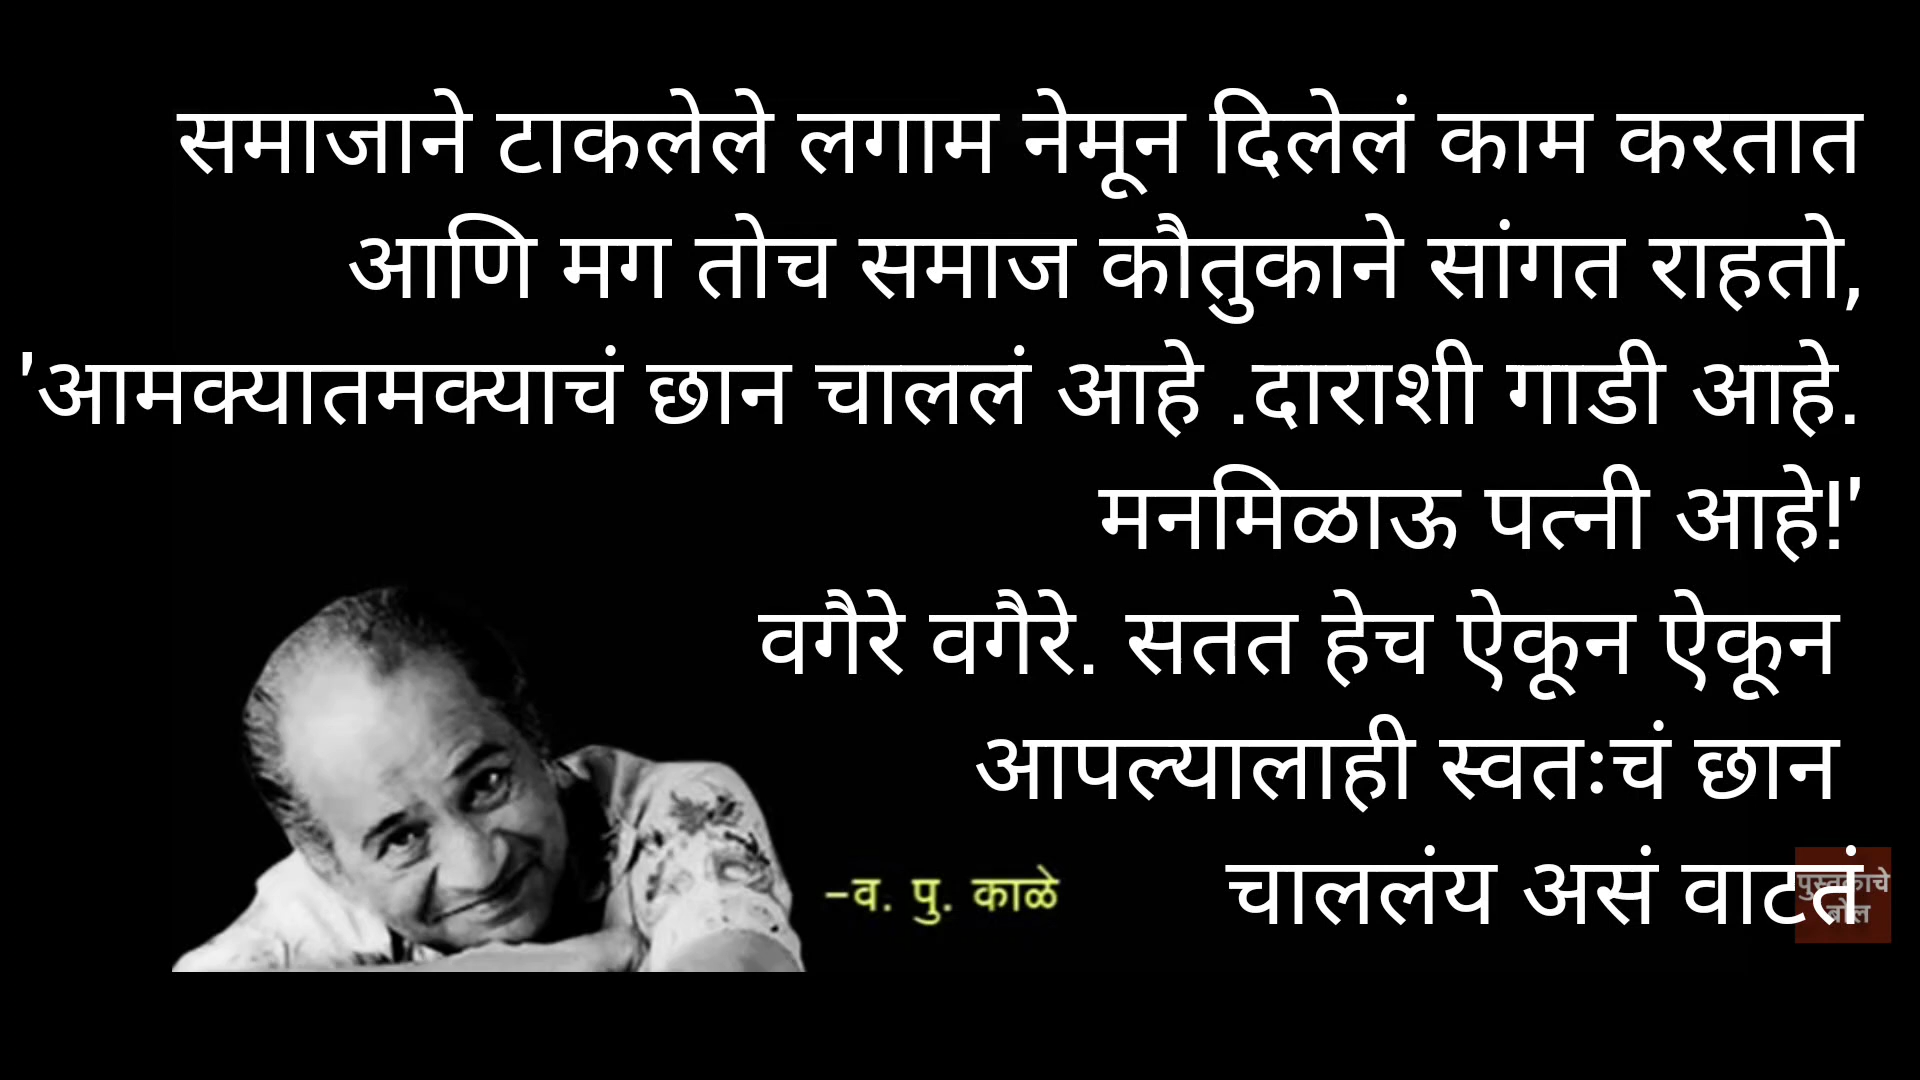 समाजाने टाकलेले लगाम नेमून दिलेलं काम करतात
आणि मग तोच समाज कौतुकाने सांगत राहतो,
'आमक्यातमक्याचं छान चाललं आहे .दाराशी गाडी आहे.
मनमिळाऊ पत्नी आहे!'
वगैरे वगैरे. सतत हेच ऐकून ऐकून
आपल्यालाही स्वतःचं छान
चाललंय असं वाटतं
-व. पु. काळे
पुस्तकाचे
बोल